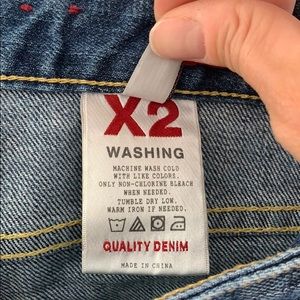 X2
WASHING
MACHINE WASH COLD
WITH LIKE COLORS.
ONLY NON-CHLORINE BLEACH
WHEN NEEDED.
TUMBLE DRY LOW.
WARM IRON IF NEEDED.
QUALITY DENIM
MADE IN CHINA